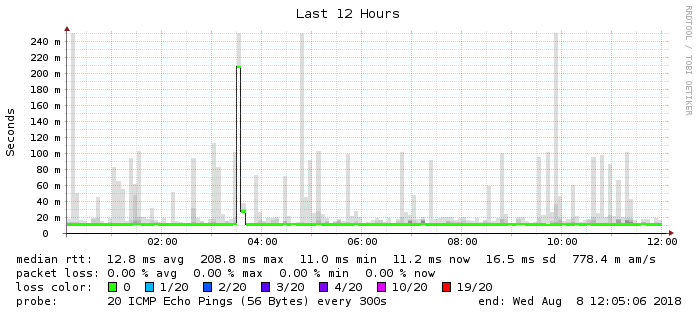 Last 12 Hours
RRDTOOL / TOBI OETIKER
Seconds
240 m
220 m
200 m
180 m
160 m
140 m
120 m
100 m
80 m
60 m
40 m
20 m
0
02:00 04:00 06:00 08:00 10:00 12:00
median rtt: 12.8 ms avg 208.8 ms max 11.0 ms min 11.2 ms now 16.5 ms sd 778.4 m am/s
packet loss: 0.00 % avg 0.00 % max 0.00 % min 0.00 % now
loss color: 0 1/20 2/20 3/20 4/20 10/20 19/20
probe: 20 ICMP Echo Pings (56 Bytes) every 300s end: Wed Aug 8 12:05:06 2018